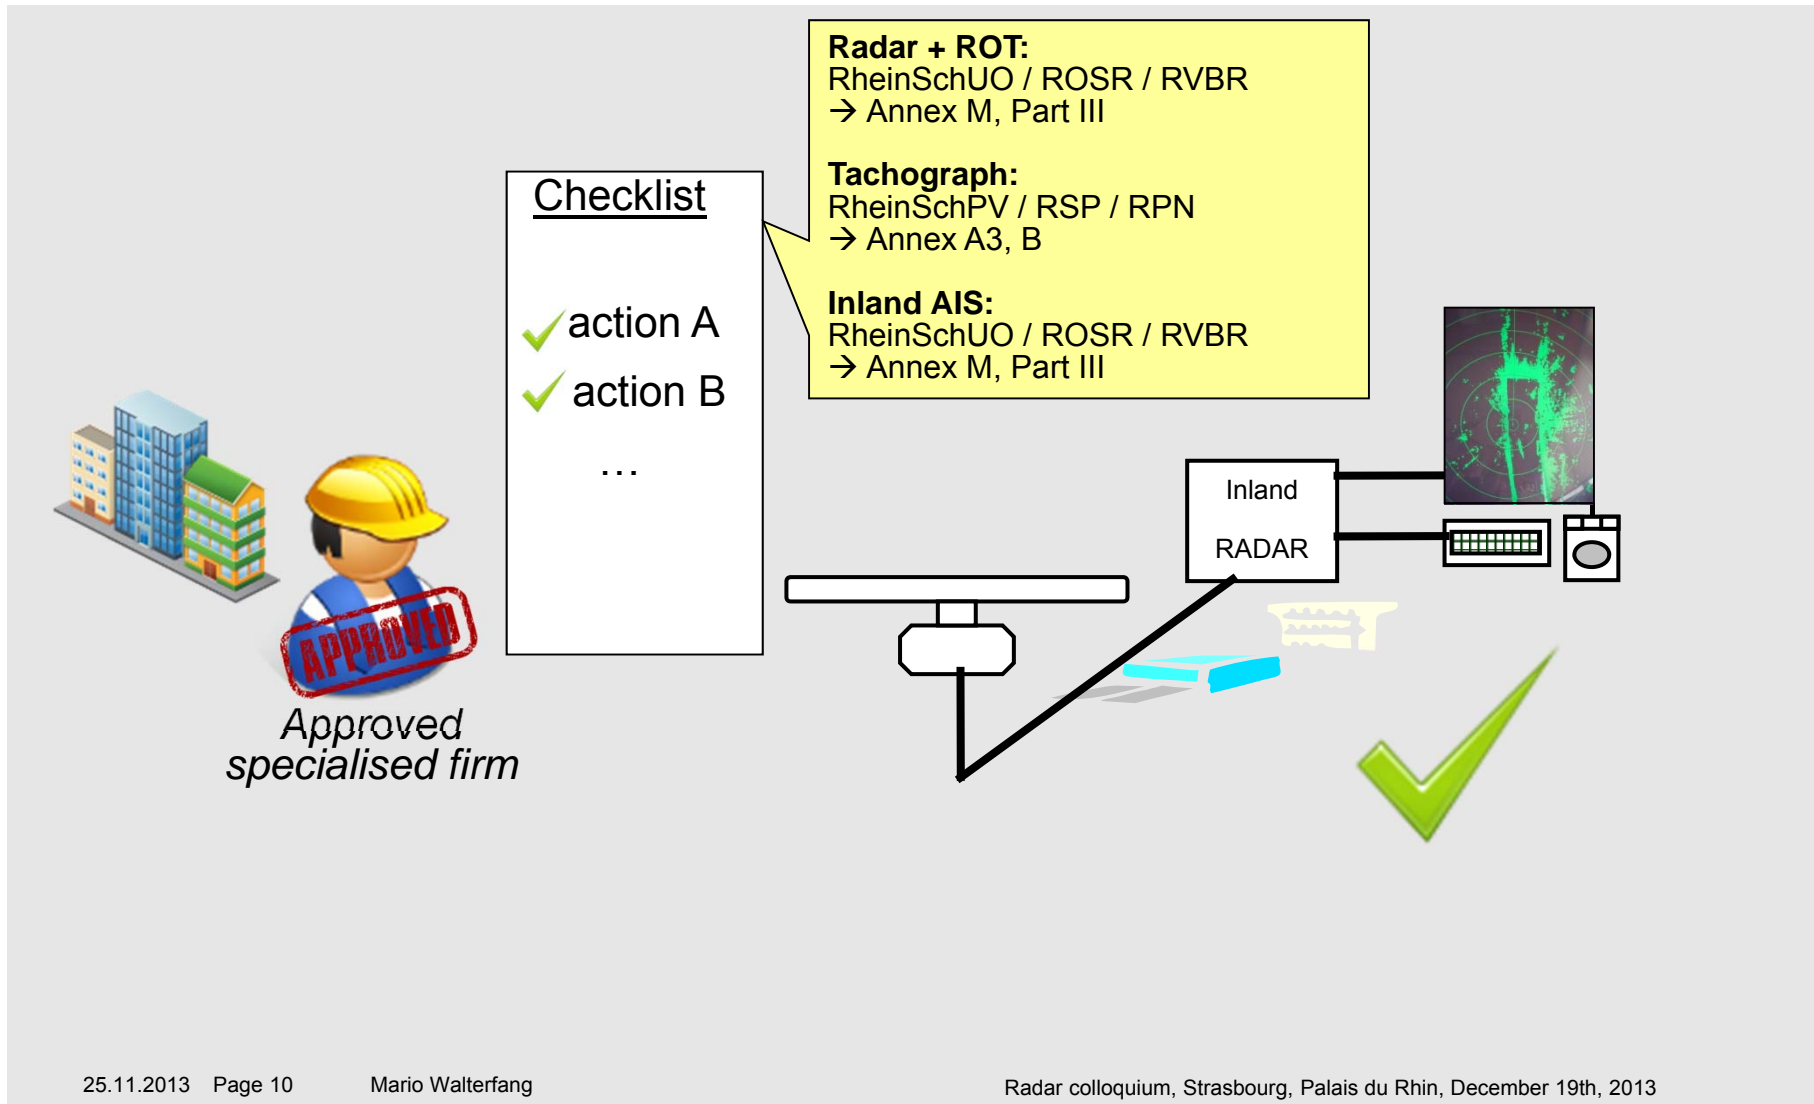 Radar + ROT:
RheinSchUO / ROSR / RVBR
→ Annex M, Part III
Tachograph:
RheinSchPV / RSP / RPN
→ Annex A3, B
Inland AIS:
RheinSchUO / ROSR / RVBR
→ Annex M, Part III
Checklist
action A
action B
…
APPROVED
Approved
specialised firm
Inland
RADAR
25.11.2013 Page 10 Mario Walterfang
Radar colloquium, Strasbourg, Palais du Rhin, December 19th, 2013